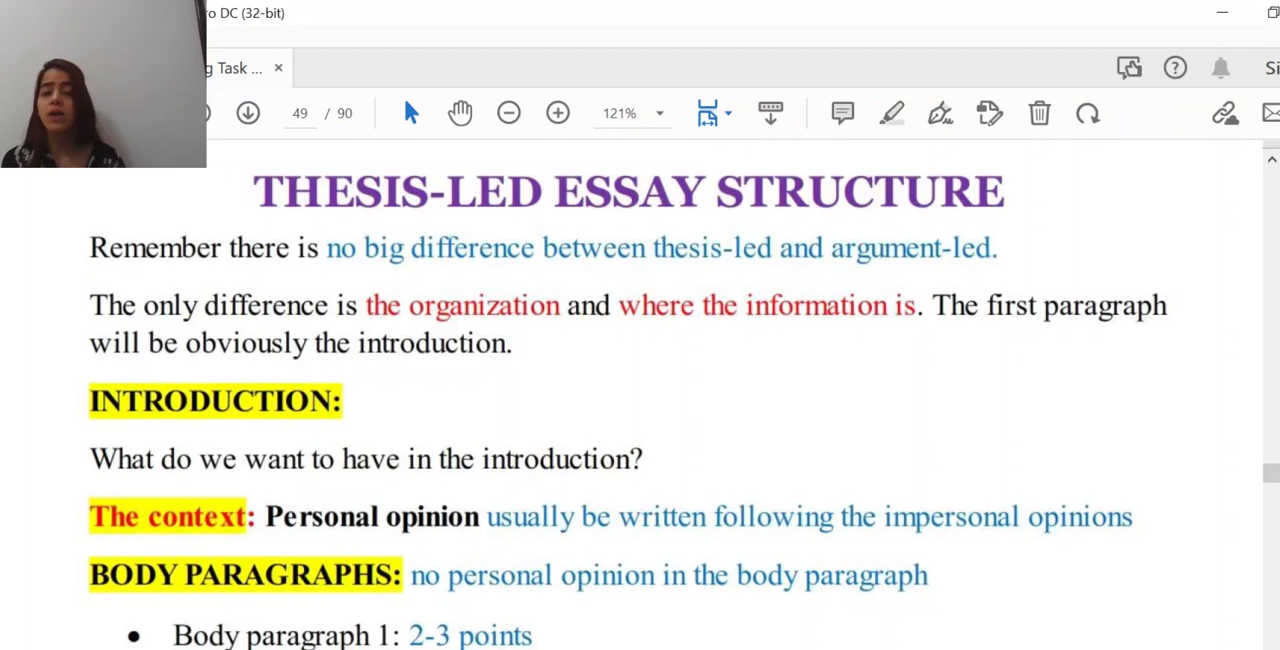 o DC (32-bit)
g Task ...
49 / 90
121%
Si
THESIS-LED ESSAY STRUCTURE
Remember there is no big difference between thesis-led and argument-led.
The only difference is the organization and where the information is. The first paragraph
will be obviously the introduction.
INTRODUCTION:
What do we want to have in the introduction?
The context: Personal opinion usually be written following the impersonal opinions
BODY PARAGRAPHS: no personal opinion in the body paragraph
• Body paragraph 1: 2-3 points